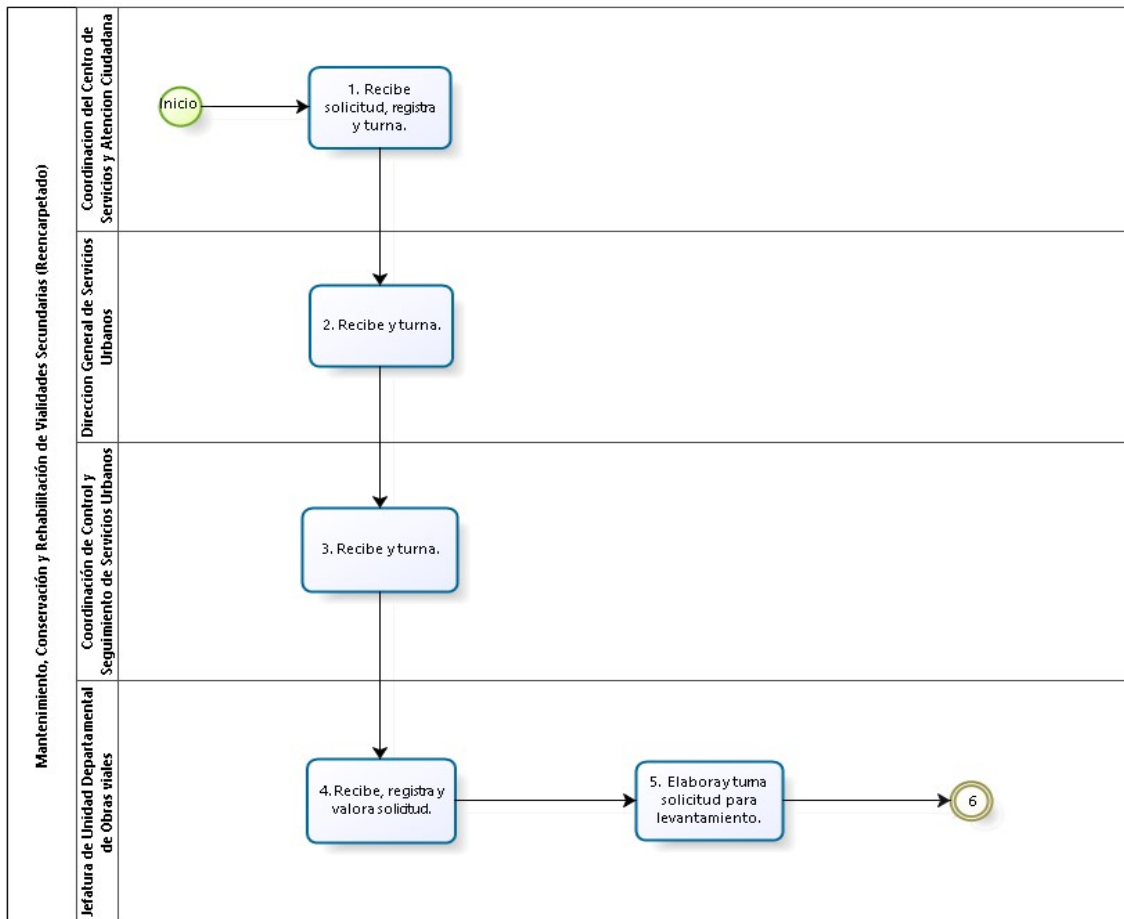 Mantenimiento, Conservación y Rehabilitación de Vialidades Secundarias (Reencarpetado)
Coordinacion del Centro de
Servicios y Atencion Ciudadana
Inicio
1. Recibe
solicitud, registra
y turna.
Direccion General de Servicios
Urbanos
2. Recibe y turna.
Coordinación de Control y
Seguimiento de Servicios Urbanos
3. Recibe y turna.
Jefatura de Unidad Departamental
de Obras viales
4. Recibe, registra y
valora solicitud.
5. Elabora y turna
solicitud para
levantamiento.
6